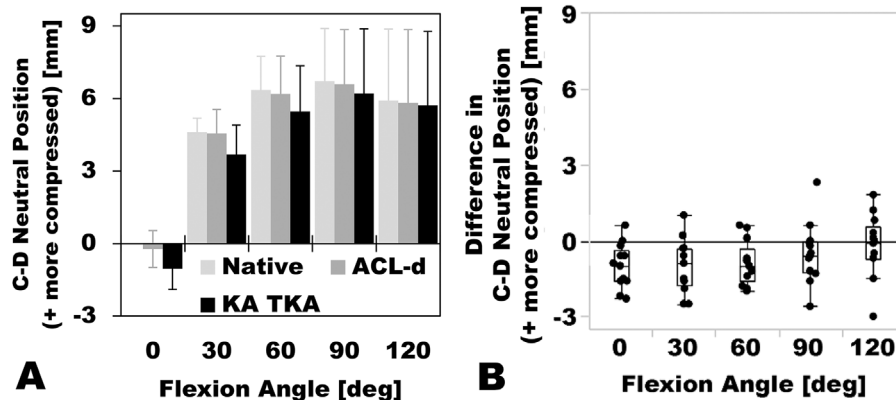 C-D Neutral Position
(+ more compressed) [mm]
9
6
3
0
-3
Native
ACL-d
KA TKA
0 30 60 90 120
Flexion Angle [deg]
A
Difference in
C-D Neutral Position
(+ more compressed) [mm]
9
6
3
0
-3
0 30 60 90 120
Flexion Angle [deg]
B